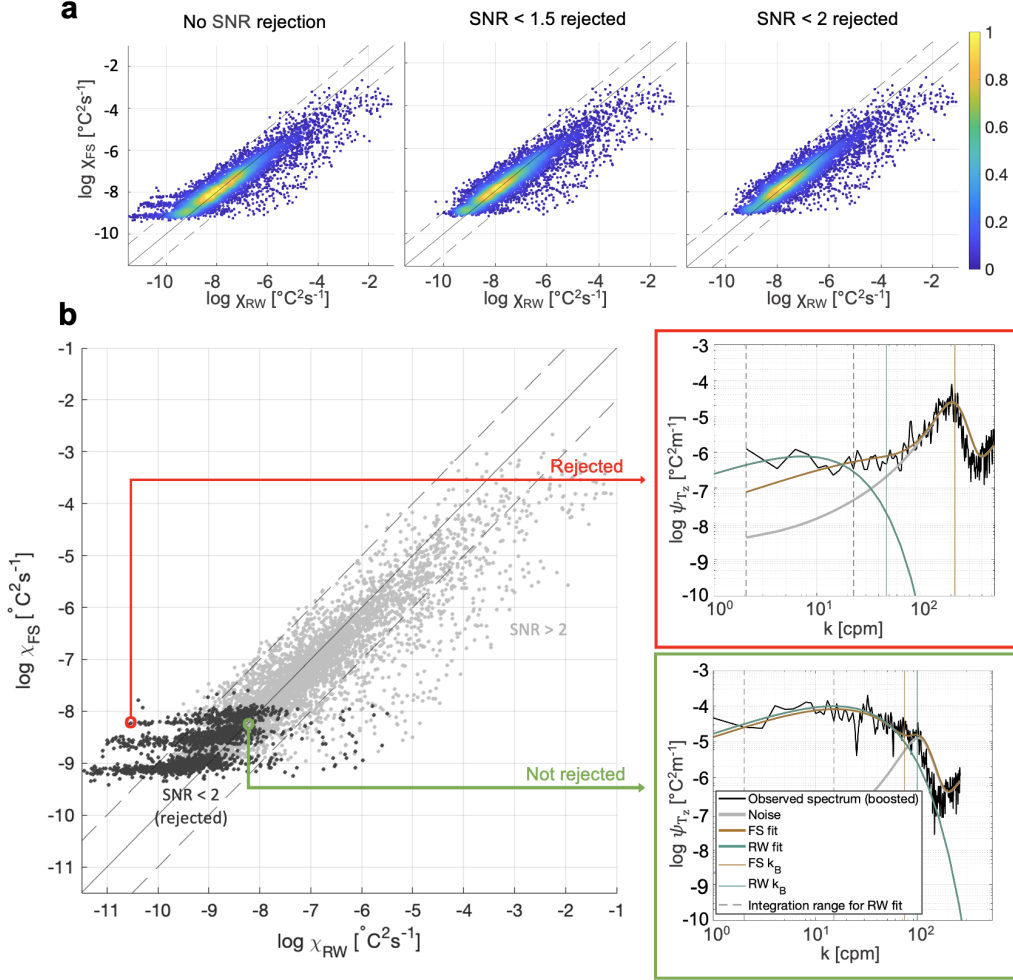 a
No SNR rejection
SNR < 1.5 rejected
SNR < 2 rejected
log χFS [°C²s⁻¹]
-2
-4
-6
-8
-10
-10 -8 -6 -4 -2
-10 -8 -6 -4 -2
-10 -8 -6 -4 -2
log χRW [°C²s⁻¹]
log χRW [°C²s⁻¹]
log χRW [°C²s⁻¹]
1
0.8
0.6
0.4
0.2
0
b
log χFS [°C²s⁻¹]
-1
-2
-3
-4
-5
-6
-7
-8
-9
-10
-11
Rejected
SNR > 2
Not rejected
SNR < 2
(rejected)
-11 -10 -9 -8 -7 -6 -5 -4 -3 -2 -1
log χRW [°C²s⁻¹]
log ψTz [°C²m⁻¹]
-3
-4
-5
-6
-7
-8
-9
-10
10⁰ 10¹ 10²
k [cpm]
log ψTz [°C²m⁻¹]
-3
-4
-5
-6
-7
-8
-9
-10
Observed spectrum (boosted)
Noise
FS fit
RW fit
FS kB
RW kB
Integration range for RW fit
10⁰ 10¹ 10²
k [cpm]